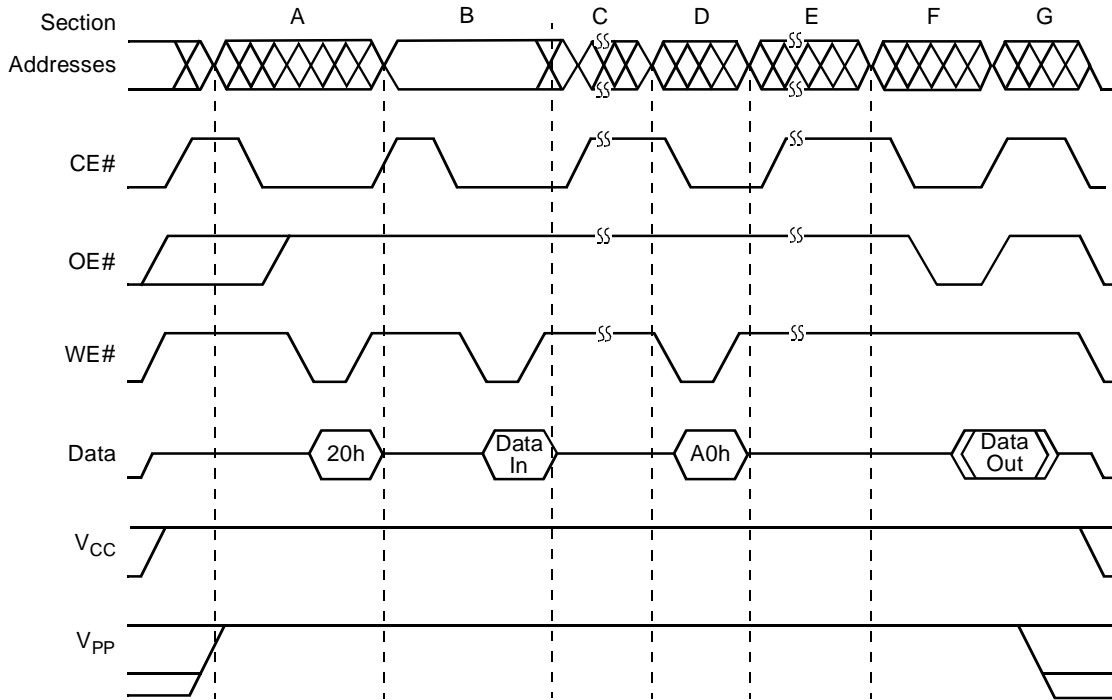 Section A B C D E F G
Addresses
CE#
OE#
WE#
Data 20h Data In A0h Data Out
VCC
VPP